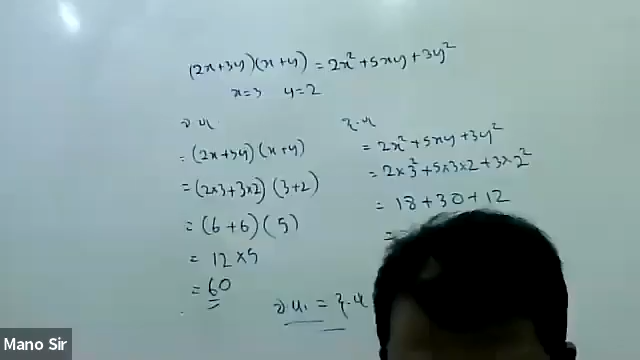 (2x+3y)(x+y) = 2x²+5xy+3y²
x=3 y=2
= (2x+3y)(x+y)
= (2×3+3×2)(3+2)
= (6+6)(5)
= 12×5
= 60
= 2x²+5xy+3y²
= 2×3²+5×3×2+3×2²
= 18+30+12
=
Mano Sir